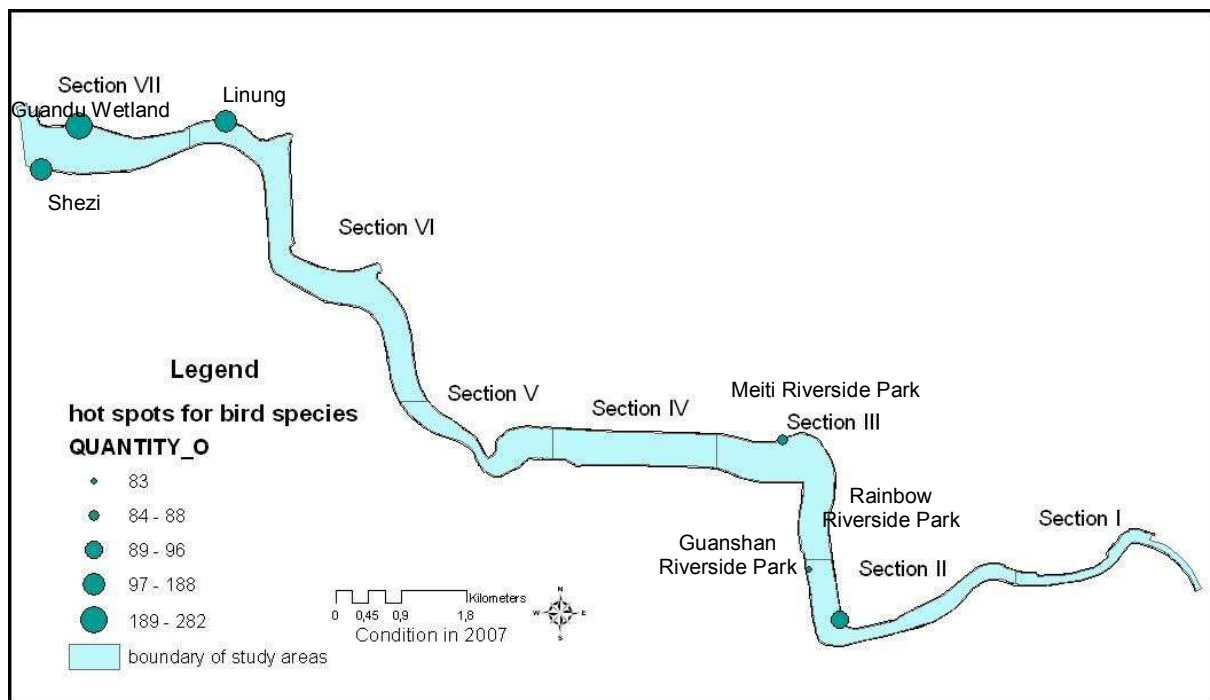 Section VII
Guandu Wetland
Linung
Shezi
Section VI
Legend
hot spots for bird species
QUANTITY_O
83
84 - 88
89 - 96
97 - 188
189 - 282
boundary of study areas
Section V
Section IV
Meiti Riverside Park
Section III
Rainbow
Riverside Park
Guanshan
Riverside Park
Section II
Section I
Kilometers
0 0,45 0,9 1,8
Condition in 2007
N
W E
S